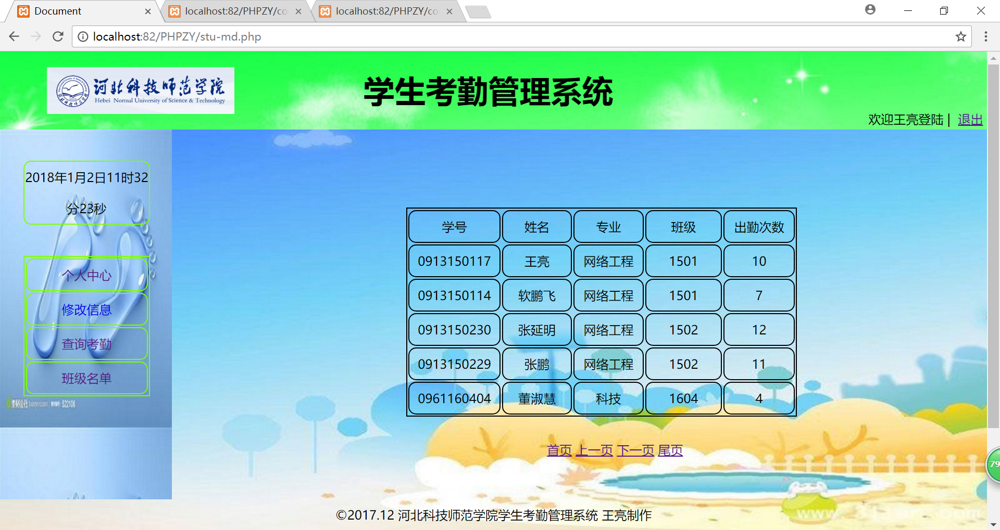 Document
localhost:82/PHPZY/co
localhost:82/PHPZY/co
localhost:82/PHPZY/stu-md.php
河北科技师范学院
Hebei Normal University of Science & Technology
学生考勤管理系统
欢迎王亮登陆 | 退出
2018年1月2日11时32
分23秒
个人中心
修改信息
查询考勤
班级名单
522106
学号 姓名 专业 班级 出勤次数
0913150117 王亮 网络工程 1501 10
0913150114 软鹏飞 网络工程 1501 7
0913150230 张延明 网络工程 1502 12
0913150229 张鹏 网络工程 1502 11
0961160404 董淑慧 科技 1604 4
首页 上一页 下一页 尾页
79
©2017.12 河北科技师范学院学生考勤管理系统 王亮制作